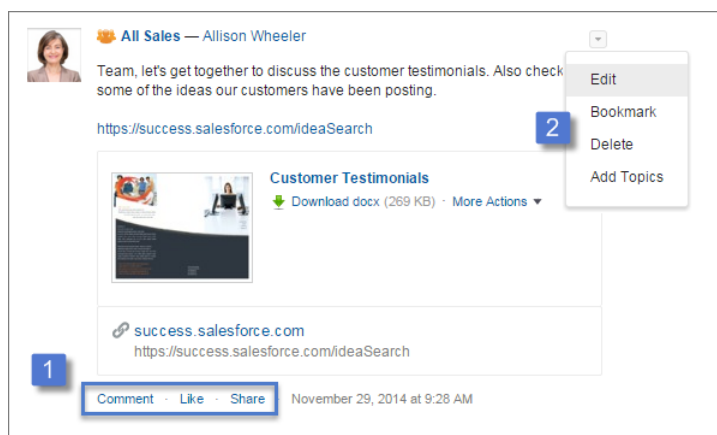 All Sales — Allison Wheeler
Team, let's get together to discuss the customer testimonials. Also check
some of the ideas our customers have been posting.
https://success.salesforce.com/ideaSearch
2
Edit
Bookmark
Delete
Add Topics
Customer Testimonials
Download docx (269 KB) · More Actions
success.salesforce.com
https://success.salesforce.com/ideaSearch
1
Comment · Like · Share · November 29, 2014 at 9:28 AM